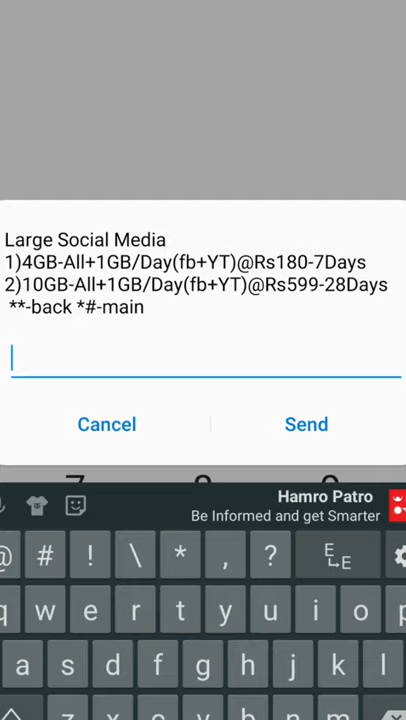 Large Social Media
1)4GB-All+1GB/Day(fb+YT)@Rs180-7Days
2)10GB-All+1GB/Day(fb+YT)@Rs599-28Days
**-back *#-main
Cancel
Send
Hamro Patro
Be Informed and get Smarter
@ # ! \ * , ? E E
q w e r t y u i o p
a s d f g h j k l
z x c v b n m